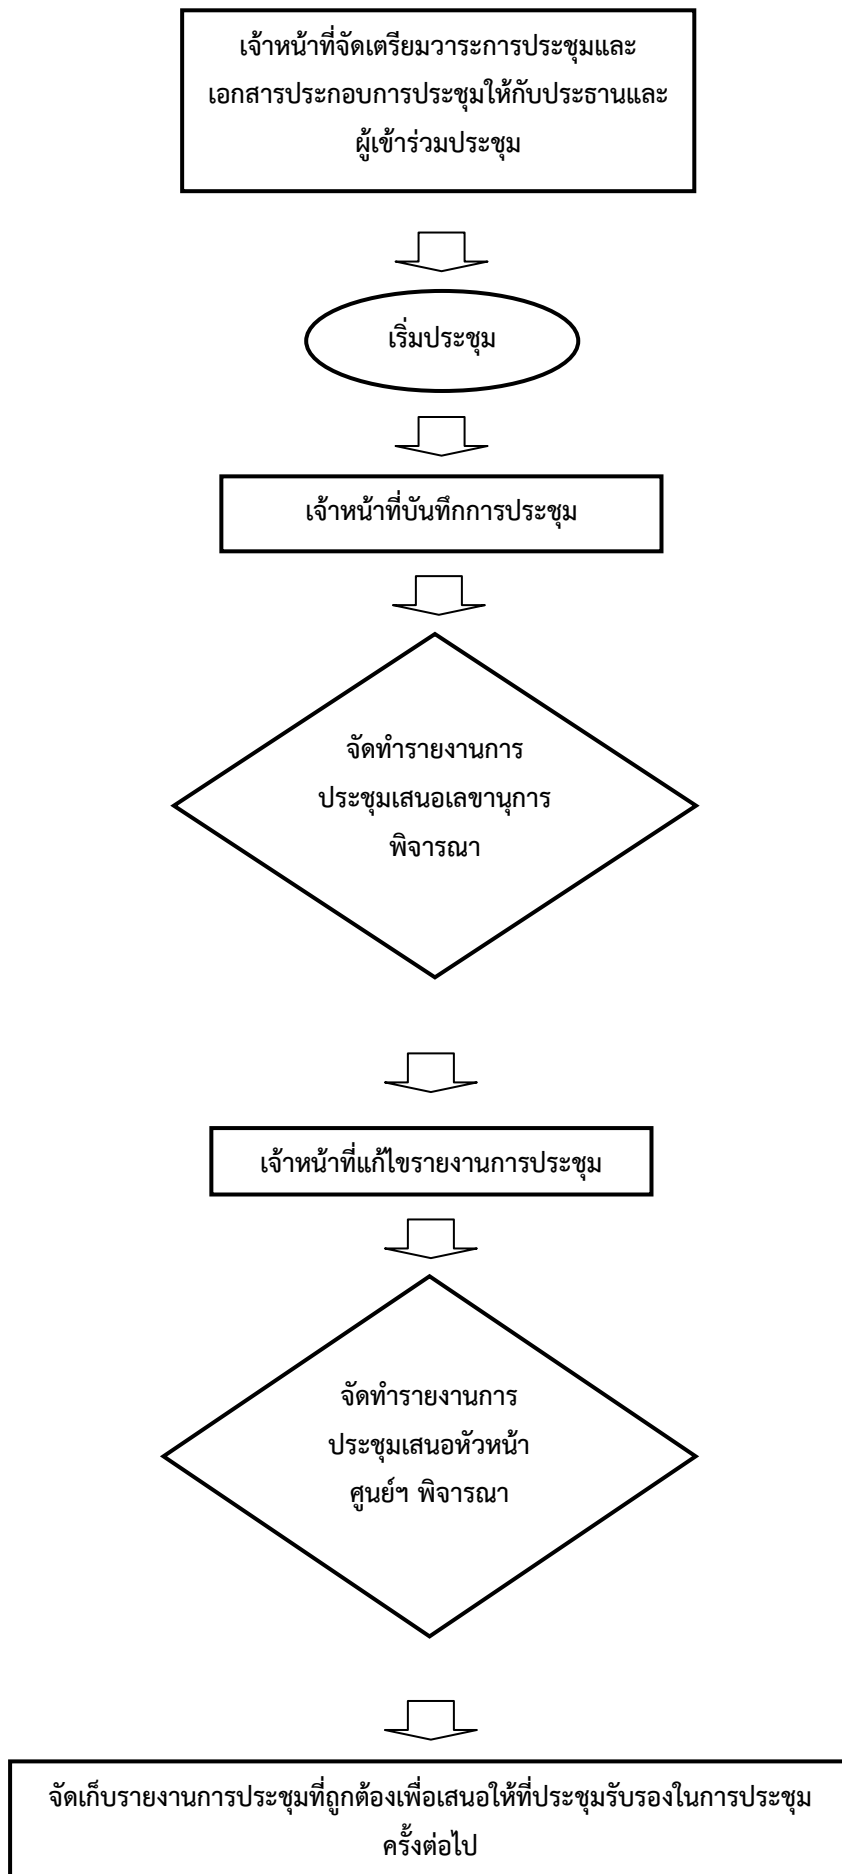 เจ้าหน้าที่จัดเตรียมวาระการประชุมและ
เอกสารประกอบการประชุมให้กับประธานและ
ผู้เข้าร่วมประชุม
เริ่มประชุม
เจ้าหน้าที่บันทึกการประชุม
จัดทำรายงานการ
ประชุมเสนอเลขานุการ
พิจารณา
เจ้าหน้าที่แก้ไขรายงานการประชุม
จัดทำรายงานการ
ประชุมเสนอหัวหน้า
ศูนย์ฯ พิจารณา
จัดเก็บรายงานการประชุมที่ถูกต้องเพื่อเสนอให้ที่ประชุมรับรองในการประชุม
ครั้งต่อไป